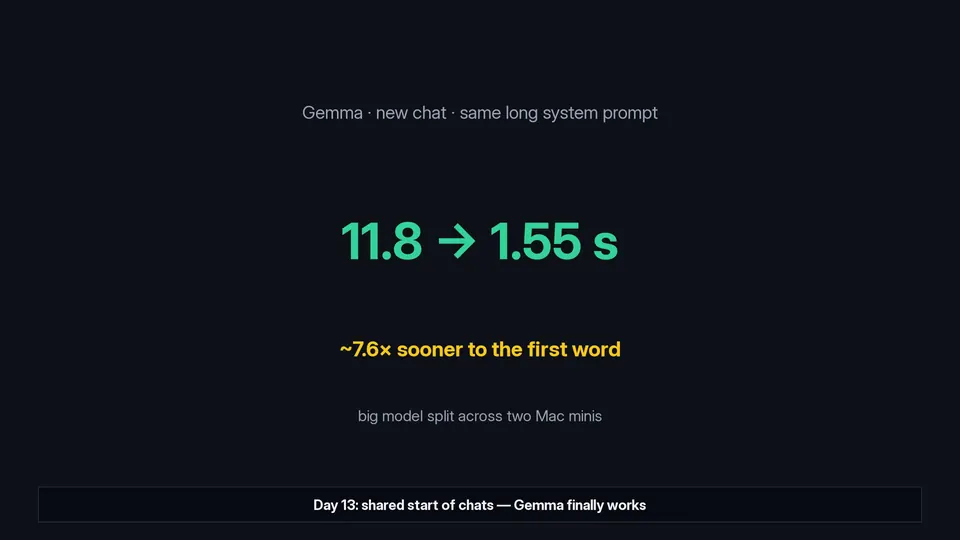 Gemma · new chat · same long system prompt
11.8 → 1.55 s
~7.6× sooner to the first word
big model split across two Mac minis
Day 13: shared start of chats — Gemma finally works